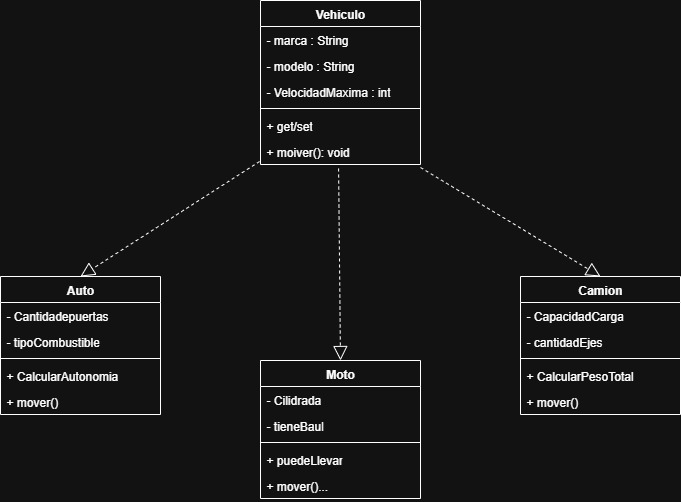 Vehiculo
- marca : String
- modelo : String
- VelocidadMaxima : int
+ get/set
+ moiver(): void
Auto
- Cantidadepuertas
- tipoCombustible
+ CalcularAutonomia
+ mover()
Moto
- Cilidrada
- tieneBaul
+ puedeLlevar
+ mover()...
Camion
- CapacidadCarga
- cantidadEjes
+ CalcularPesoTotal
+ mover()